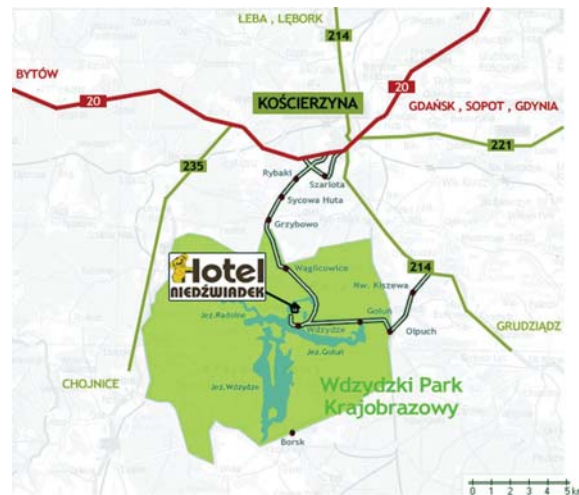 ŁEBA , LĘBORK
214
BYTÓW
20
20
KOŚCIERZYNA
GDAŃSK , SOPOT , GDYNIA
221
235
Rybaki
Szarlota
Sycowa Huta
Grzybowo
Hotel
NIEDŹWIADEK
Wąglicowice
214
Nw. Kiszewa
Jez.Radolne
Gołuń
Wdzydze
Olpuch
GRUDZIĄDZ
Jez.Gołuń
CHOJNICE
Jez.Wdzydze
Wdzydzki Park
Krajobrazowy
Borsk
0 1 2 3 4 5 km